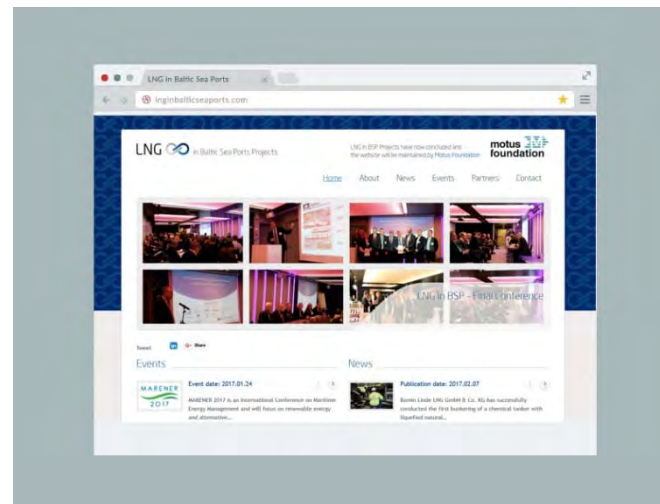 LNG in Baltic Sea Ports
lnginbalticseaports.com
LNG in Baltic Sea Ports Projects
LNG in BSP Projects have now concluded and
the website will be maintained by Motus Foundation
motus
foundation
Home About News Events Partners Contact
LNG in BSP - Final Conference
Tweet in G+ Share
Events
MARENER
2017
Event date: 2017.01.24
MARENER 2017 is an International Conference on Maritime
Energy Management and will focus on renewable energy
and alternative...
News
Publication date: 2017.02.07
Bomin Linde LNG GmbH & Co. KG has successfully
conducted the first bunkering of a chemical tanker with
liquefied natural...